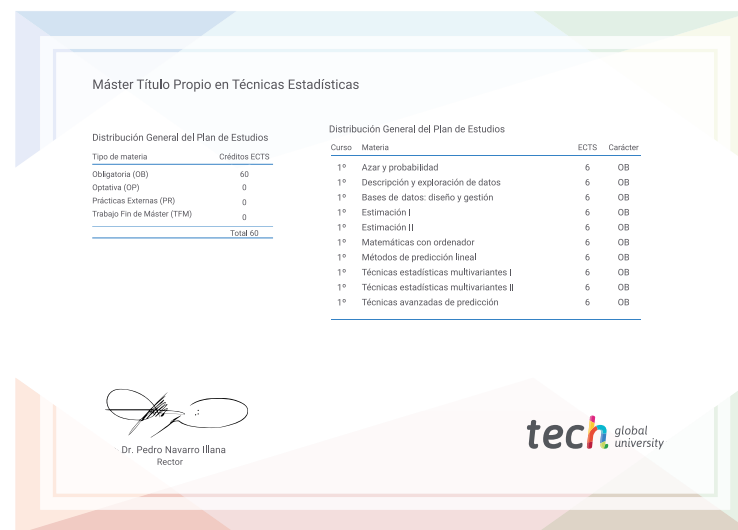 Máster Título Propio en Técnicas Estadísticas
Distribución General del Plan de Estudios
Tipo de materia Créditos ECTS
Obligatoria (OB) 60
Optativa (OP) 0
Prácticas Externas (PR) 0
Trabajo Fin de Máster (TFM) 0
Total 60
Distribución General del Plan de Estudios
Curso Materia ECTS Carácter
1º Azar y probabilidad 6 OB
1º Descripción y exploración de datos 6 OB
1º Bases de datos: diseño y gestión 6 OB
1º Estimación I 6 OB
1º Estimación II 6 OB
1º Matemáticas con ordenador 6 OB
1º Métodos de predicción lineal 6 OB
1º Técnicas estadísticas multivariantes I 6 OB
1º Técnicas estadísticas multivariantes II 6 OB
1º Técnicas avanzadas de predicción 6 OB
Dr. Pedro Navarro Illana
Rector
tech global
university